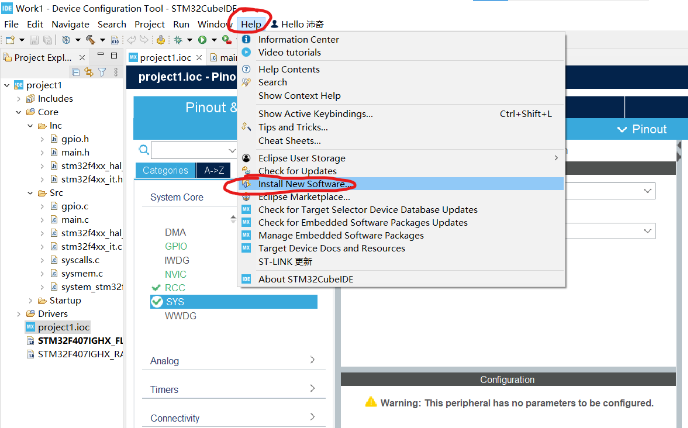 Work1 - Device Configuration Tool - STM32CubeIDE
File Edit Navigate Search Project Run Window Help Hello 沛奇
Project Explo...
project1
Includes
Core
Inc
gpio.h
main.h
stm32f4xx_hal_
stm32f4xx_it.h
Src
gpio.c
main.c
stm32f4xx_hal_
stm32f4xx_it.c
syscalls.c
sysmem.c
system_stm32f
Startup
Drivers
project1.ioc
STM32F407IGHX_FL
STM32F407IGHX_RA
project1.ioc
main
project1.ioc - Pino
Pinout &
Categories A->Z
System Core
DMA
GPIO
IWDG
NVIC
RCC
SYS
WWDG
Analog
Timers
Connectivity
Information Center
Video tutorials
Help Contents
Search
Show Context Help
Show Active Keybindings... Ctrl+Shift+L
Tips and Tricks...
Cheat Sheets...
Eclipse User Storage
Check for Updates
Install New Software...
Eclipse Marketplace...
Check for Target Selector Device Database Updates
Check for Embedded Software Packages Updates
Manage Embedded Software Packages
Target Device Docs and Resources
ST-LINK 更新
About STM32CubeIDE
Pinout
Configuration
Warning: This peripheral has no parameters to be configured.